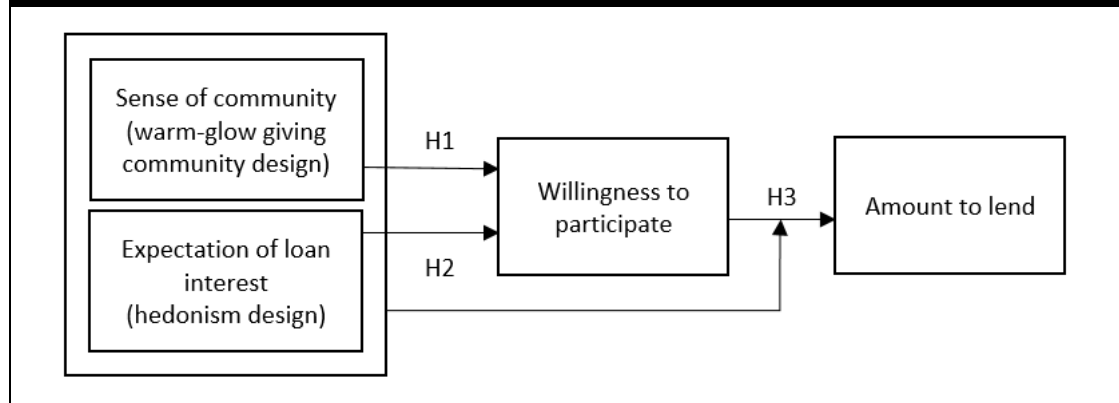 Sense of community
(warm-glow giving
community design)
H1
Expectation of loan
interest
(hedonism design)
H2
Willingness to
participate
H3
Amount to lend